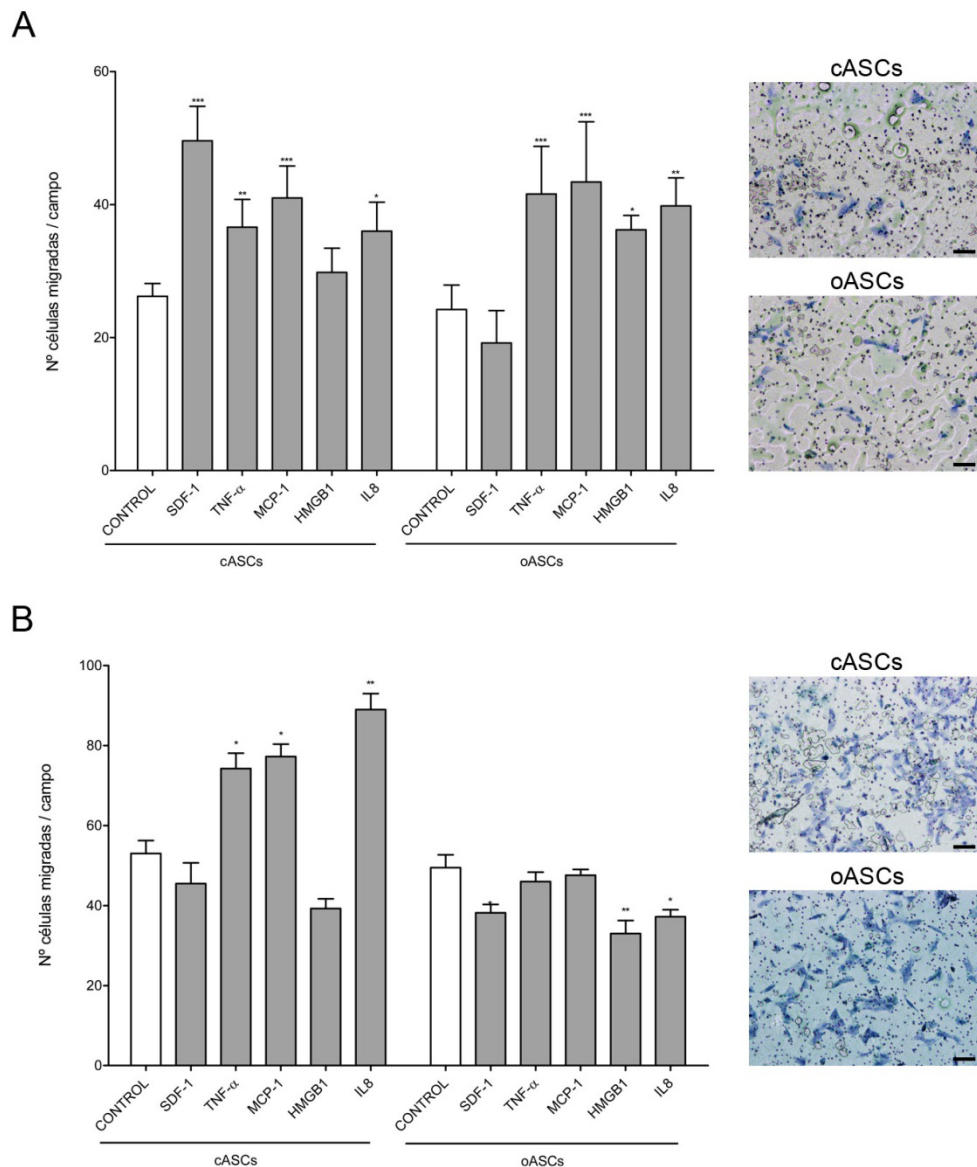 A
60
40
20
0
Nº células migradas / campo
***
**
***
*
***
***
*
**
CONTROL
SDF-1
TNF-α
MCP-1
HMGB1
IL8
CONTROL
SDF-1
TNF-α
MCP-1
HMGB1
IL8
cASCs
oASCs
cASCs
oASCs
B
100
80
60
40
20
0
Nº células migradas / campo
*
*
**
*
**
*
CONTROL
SDF-1
TNF-α
MCP-1
HMGB1
IL8
CONTROL
SDF-1
TNF-α
MCP-1
HMGB1
IL8
cASCs
oASCs
cASCs
oASCs